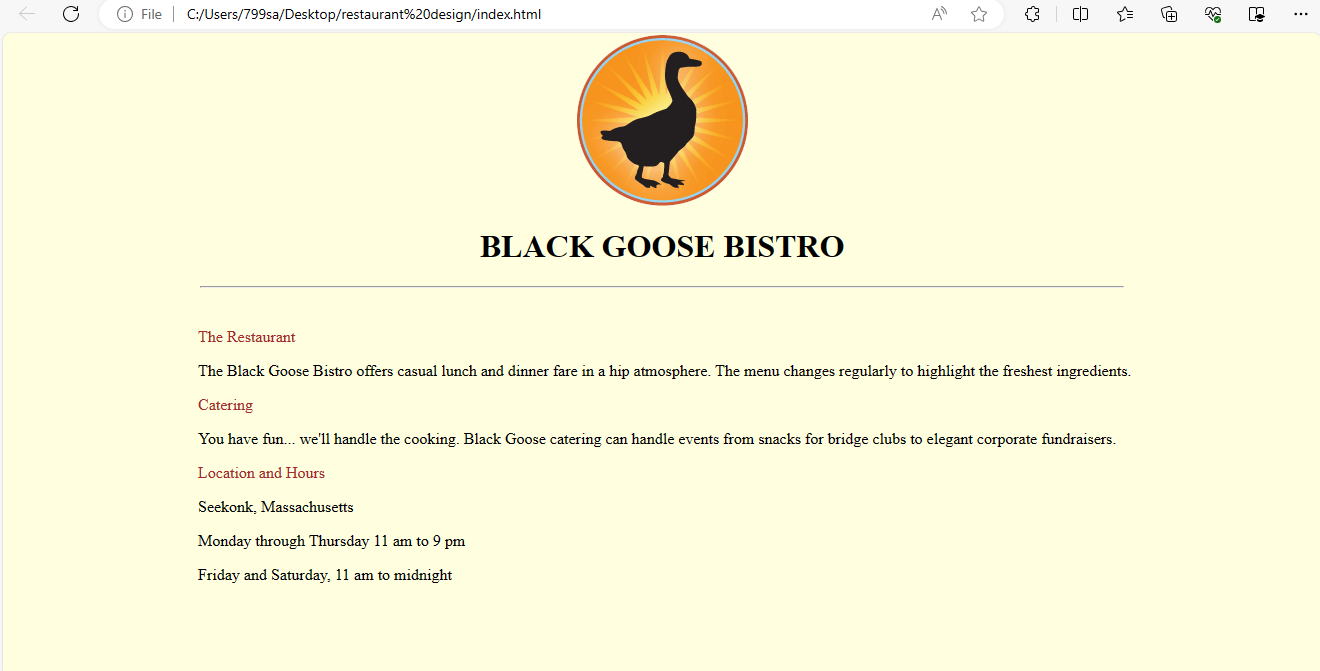 File
C:/Users/799sa/Desktop/restaurant%20design/index.html
BLACK GOOSE BISTRO
The Restaurant
The Black Goose Bistro offers casual lunch and dinner fare in a hip atmosphere. The menu changes regularly to highlight the freshest ingredients.
Catering
You have fun... we'll handle the cooking. Black Goose catering can handle events from snacks for bridge clubs to elegant corporate fundraisers.
Location and Hours
Seekonk, Massachusetts
Monday through Thursday 11 am to 9 pm
Friday and Saturday, 11 am to midnight